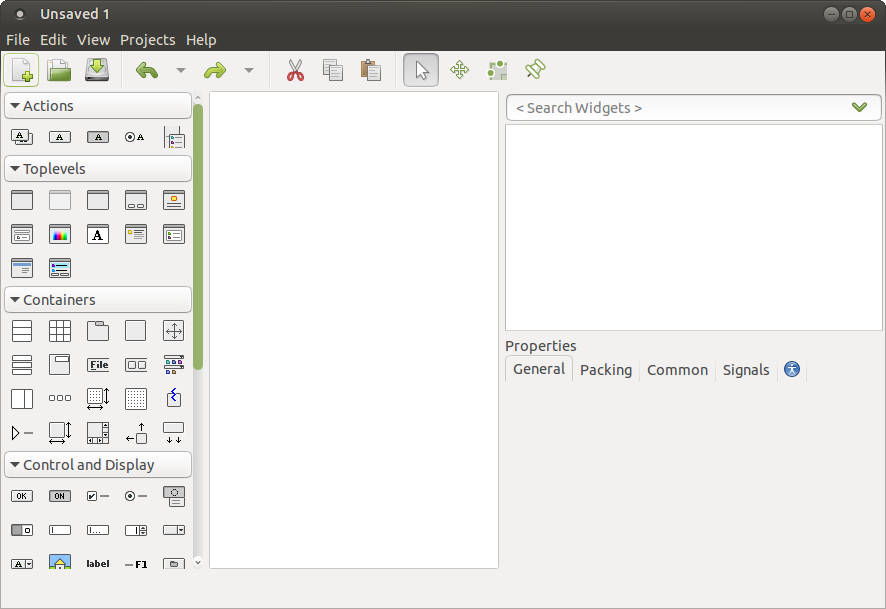 Unsaved 1
File Edit View Projects Help
Actions
A A A A
Toplevels
A
Containers
File
Control and Display
OK ON
I...
A label F1
< Search Widgets >
Properties
General Packing Common Signals